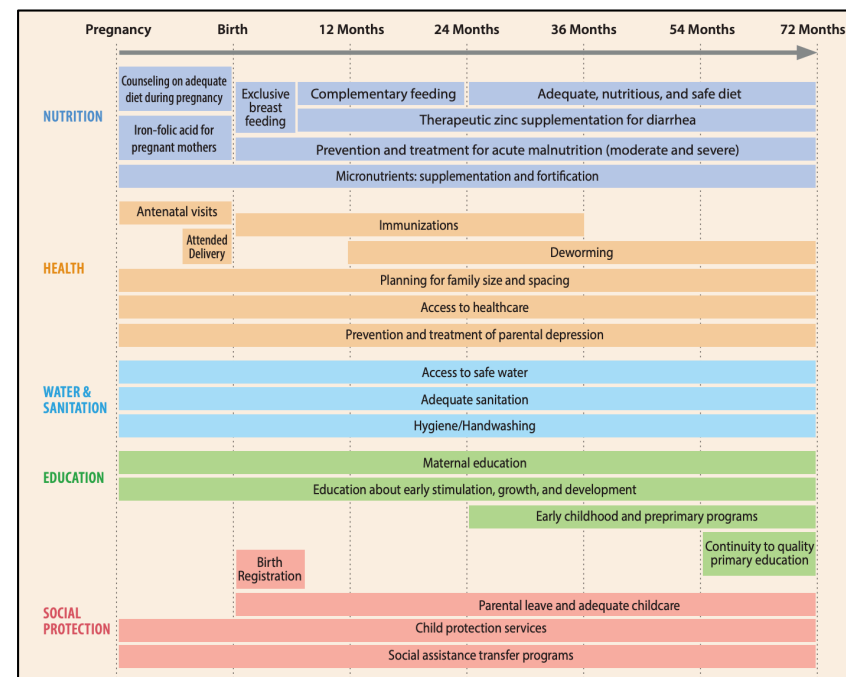 Pregnancy Birth 12 Months 24 Months 36 Months 54 Months 72 Months
NUTRITION
Counseling on adequate
diet during pregnancy
Iron-folic acid for
pregnant mothers
Exclusive
breast
feeding
Complementary feeding
Adequate, nutritious, and safe diet
Therapeutic zinc supplementation for diarrhea
Prevention and treatment for acute malnutrition (moderate and severe)
Micronutrients: supplementation and fortification
HEALTH
Antenatal visits
Immunizations
Attended
Delivery
Deworming
Planning for family size and spacing
Access to healthcare
Prevention and treatment of parental depression
WATER &
SANITATION
Access to safe water
Adequate sanitation
Hygiene/Handwashing
EDUCATION
Maternal education
Education about early stimulation, growth, and development
Early childhood and preprimary programs
Continuity to quality
primary education
SOCIAL
PROTECTION
Birth
Registration
Parental leave and adequate childcare
Child protection services
Social assistance transfer programs